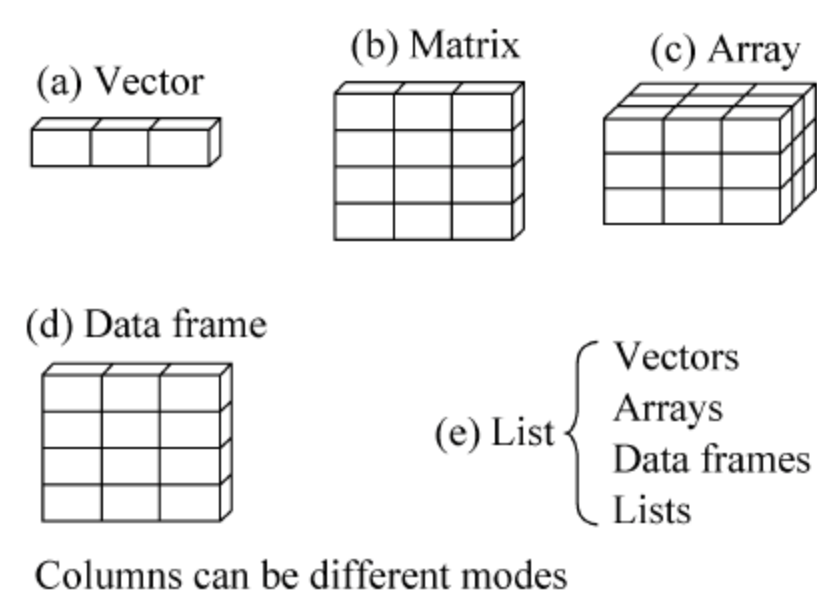 (a) Vector
(b) Matrix
(c) Array
(d) Data frame
(e) List
Vectors
Arrays
Data frames
Lists
Columns can be different modes